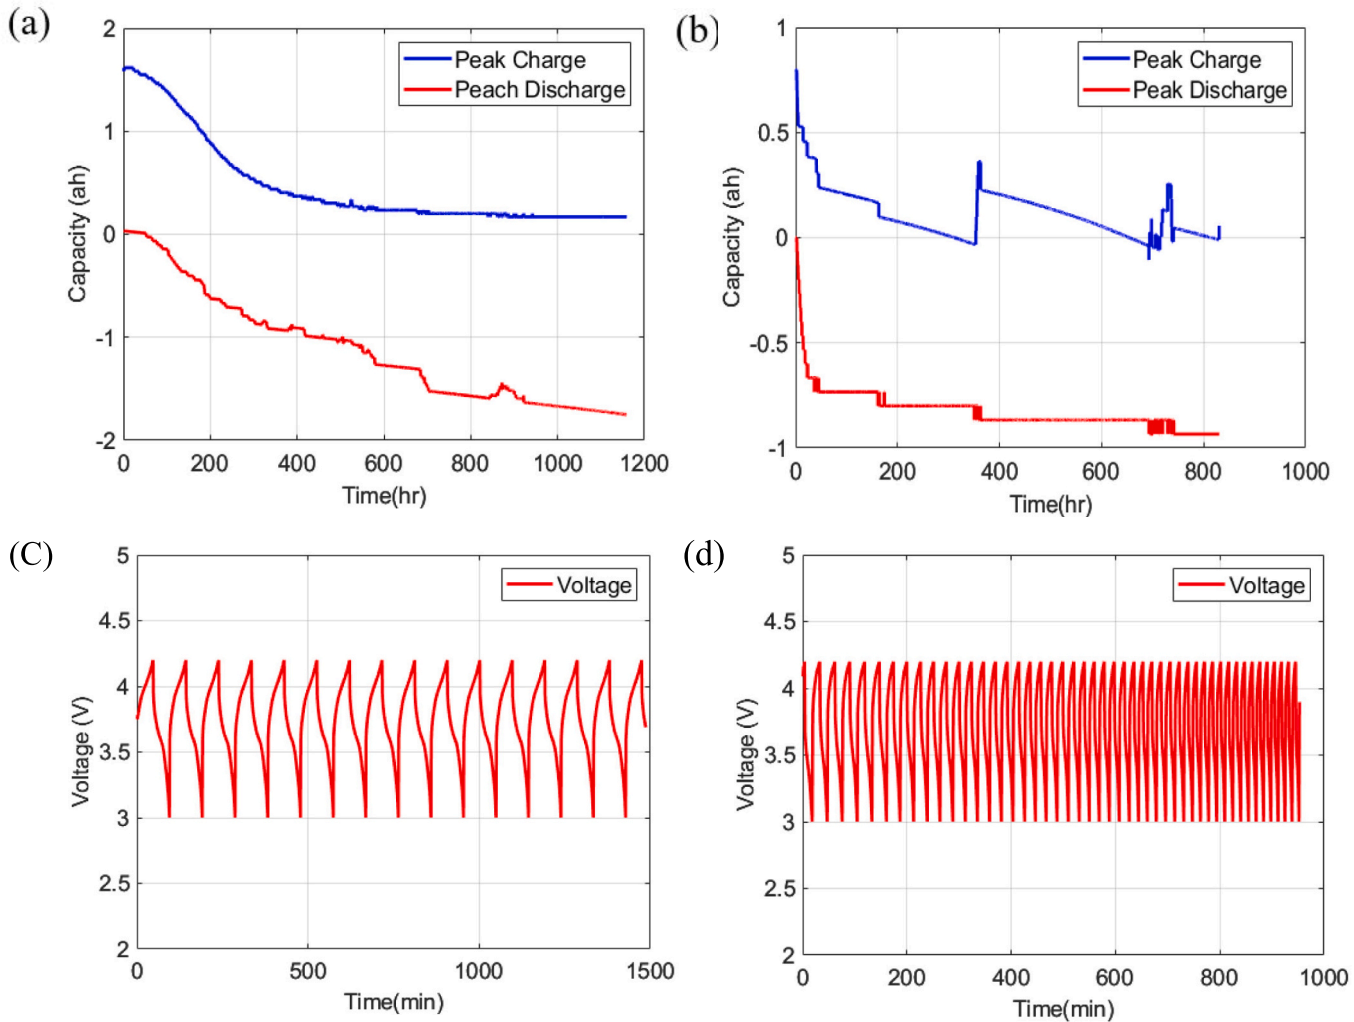 (a)
2
1
0
-1
-2
Capacity (ah)
Peak Charge
Peach Discharge
0 200 400 600 800 1000 1200
Time(hr)
(b)
1
0.5
0
-0.5
-1
Capacity (ah)
Peak Charge
Peak Discharge
0 200 400 600 800 1000
Time(hr)
(C)
5
4.5
4
3.5
3
2.5
2
Voltage (V)
Voltage
0 500 1000 1500
Time(min)
(d)
5
4.5
4
3.5
3
2.5
2
Voltage (V)
Voltage
0 200 400 600 800 1000
Time(min)